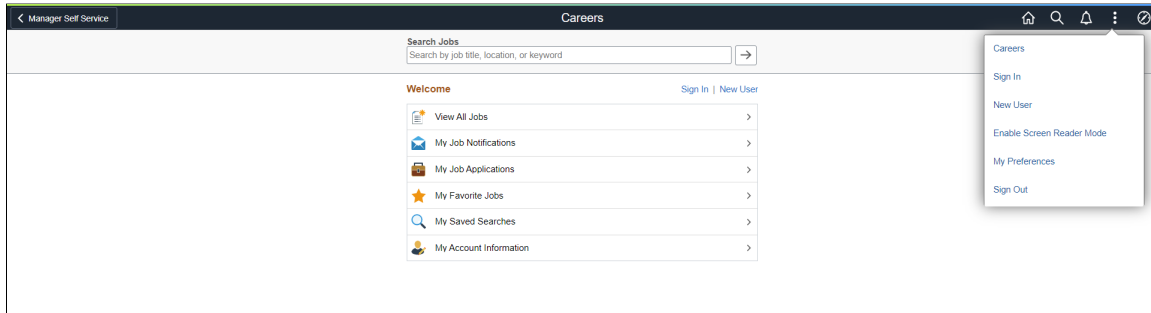 Manager Self Service
Careers
Search Jobs
Search by job title, location, or keyword
Welcome
Sign In | New User
View All Jobs
My Job Notifications
My Job Applications
My Favorite Jobs
My Saved Searches
My Account Information
Careers
Sign In
New User
Enable Screen Reader Mode
My Preferences
Sign Out